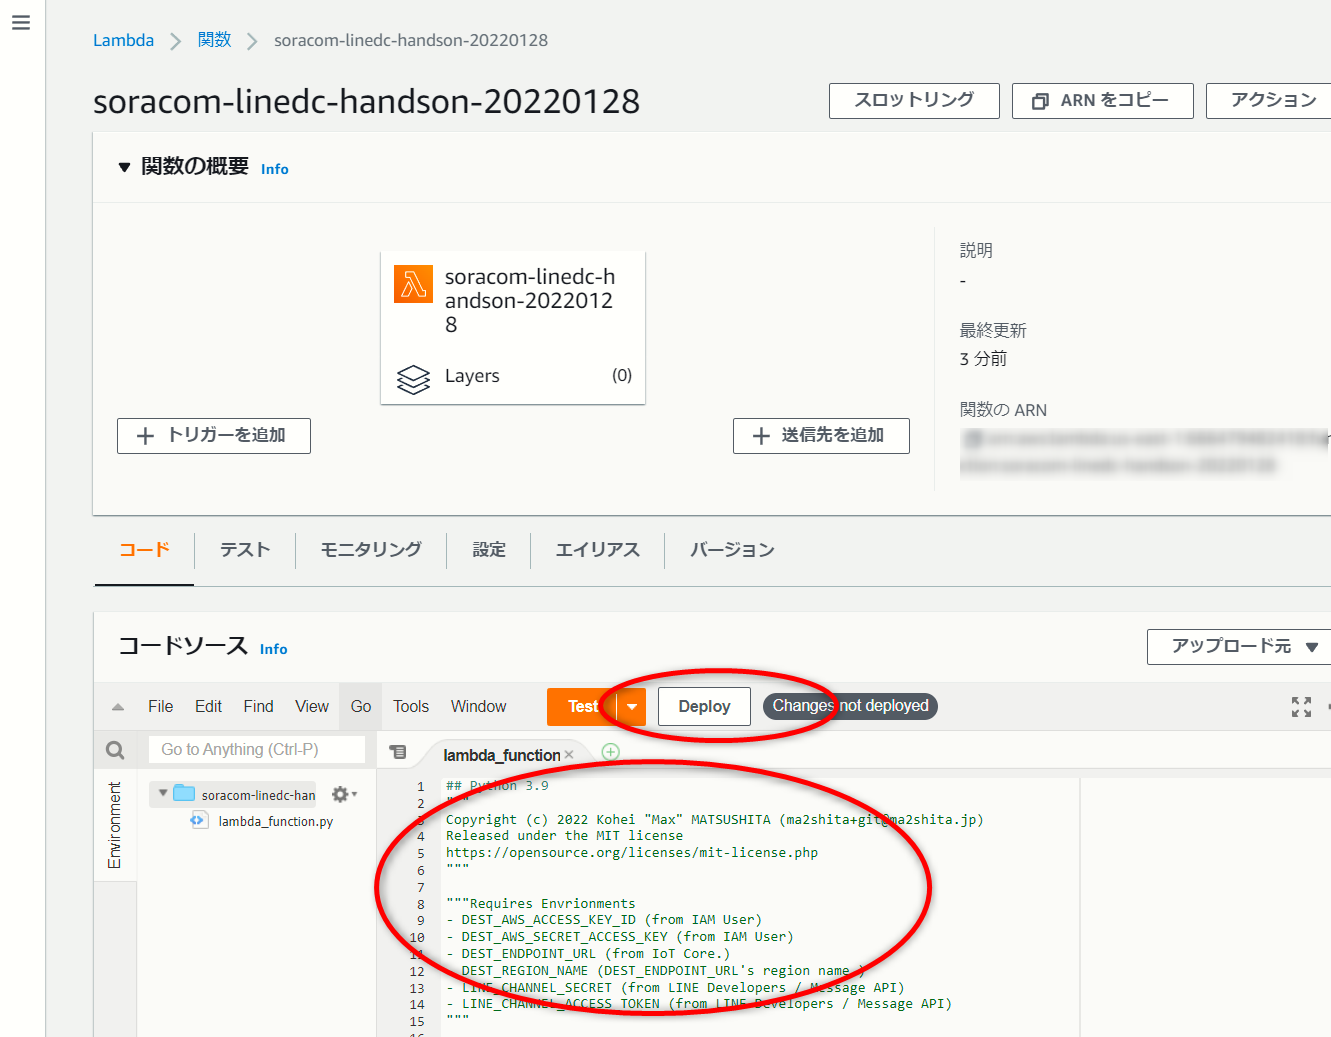 Lambda > 関数 > soracom-linedc-handson-20220128
soracom-linedc-handson-20220128
スロットリング
ARN をコピー
アクション
▼ 関数の概要 Info
soracom-linedc-h
andson-2022012
8
Layers (0)
+ トリガーを追加
+ 送信先を追加
説明
-
最終更新
3 分前
関数の ARN
コード
テスト
モニタリング
設定
エイリアス
バージョン
コードソース Info
アップロード元 ▼
File Edit Find View Go Tools Window
Test
Deploy
Changes not deployed
Go to Anything (Ctrl-P)
lambda_function ×
Environment
soracom-linedc-han
lambda_function.py
1 ## Python 3.9
2 """
3 Copyright (c) 2022 Kohei "Max" MATSUSHITA (ma2shita+git@ma2shita.jp)
4 Released under the MIT license
5 https://opensource.org/licenses/mit-license.php
6 """
7
8 """Requires Envrionments
9 - DEST_AWS_ACCESS_KEY_ID (from IAM User)
10 - DEST_AWS_SECRET_ACCESS_KEY (from IAM User)
11 - DEST_ENDPOINT_URL (from IoT Core.)
12 - DEST_REGION_NAME (DEST_ENDPOINT_URL's region name.)
13 - LINE_CHANNEL_SECRET (from LINE Developers / Message API)
14 - LINE_CHANNEL_ACCESS_TOKEN (from LINE Developers / Message API)
15 """